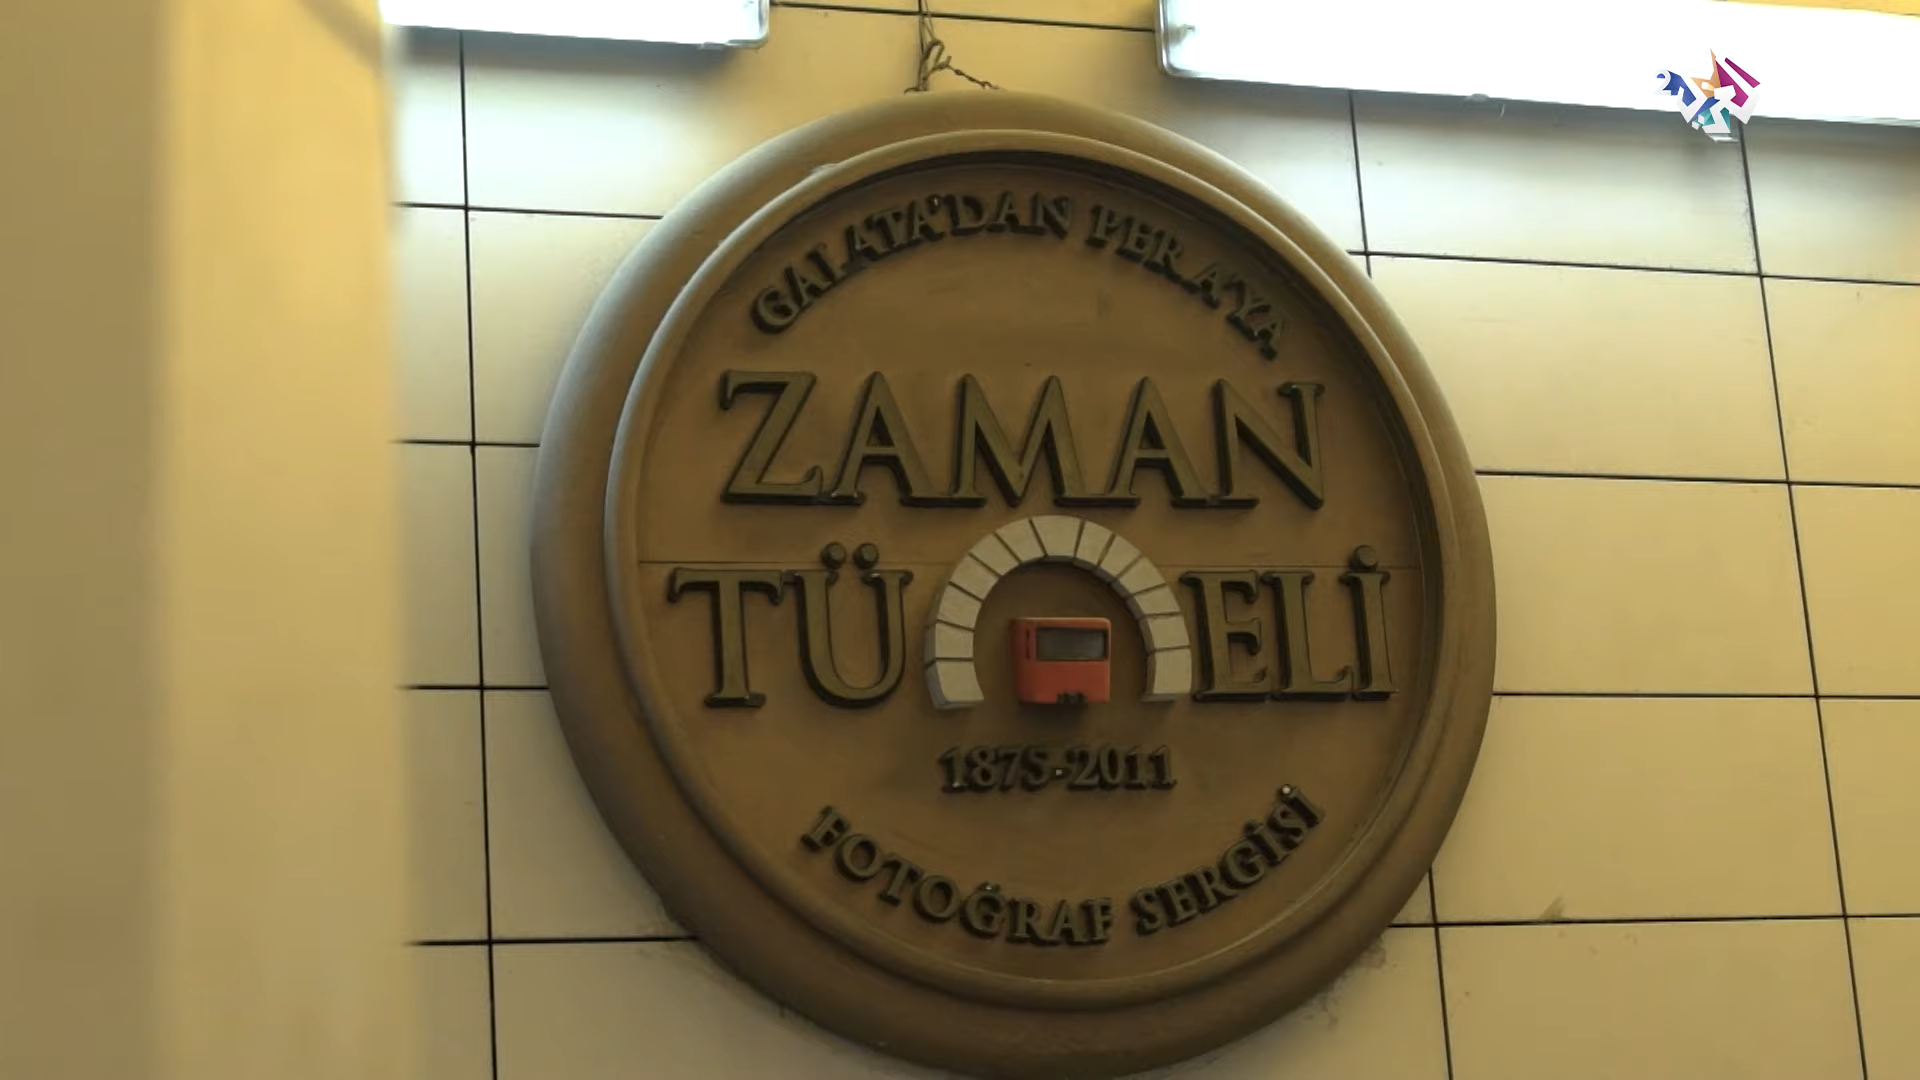 GALATA'DAN PERA'YA
ZAMAN
TÜNELİ
1875-2011
FOTOĞRAF SERGİSİ